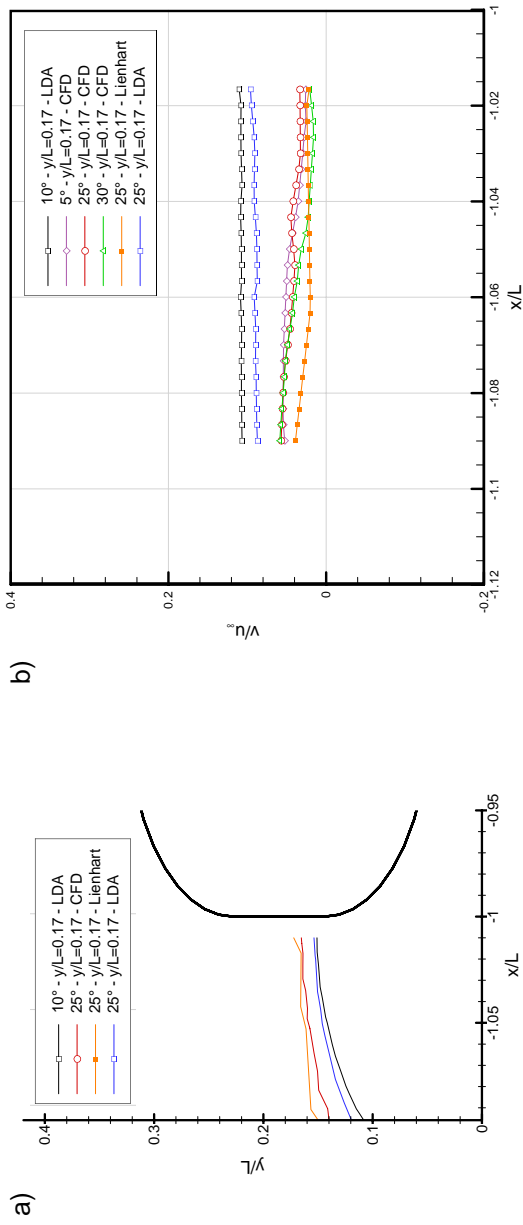 a)
10° - y/L=0.17 - LDA
25° - y/L=0.17 - CFD
25° - y/L=0.17 - Lienhart
25° - y/L=0.17 - LDA
y/L
0.4
0.3
0.2
0.1
0
-1.05
-1
-0.95
x/L
b)
10° - y/L=0.17 - LDA
5° - y/L=0.17 - CFD
25° - y/L=0.17 - CFD
30° - y/L=0.17 - CFD
25° - y/L=0.17 - Lienhart
25° - y/L=0.17 - LDA
v/u∞
0.4
0.2
0
-0.2
-1.12
-1.1
-1.08
-1.06
-1.04
-1.02
-1
x/L